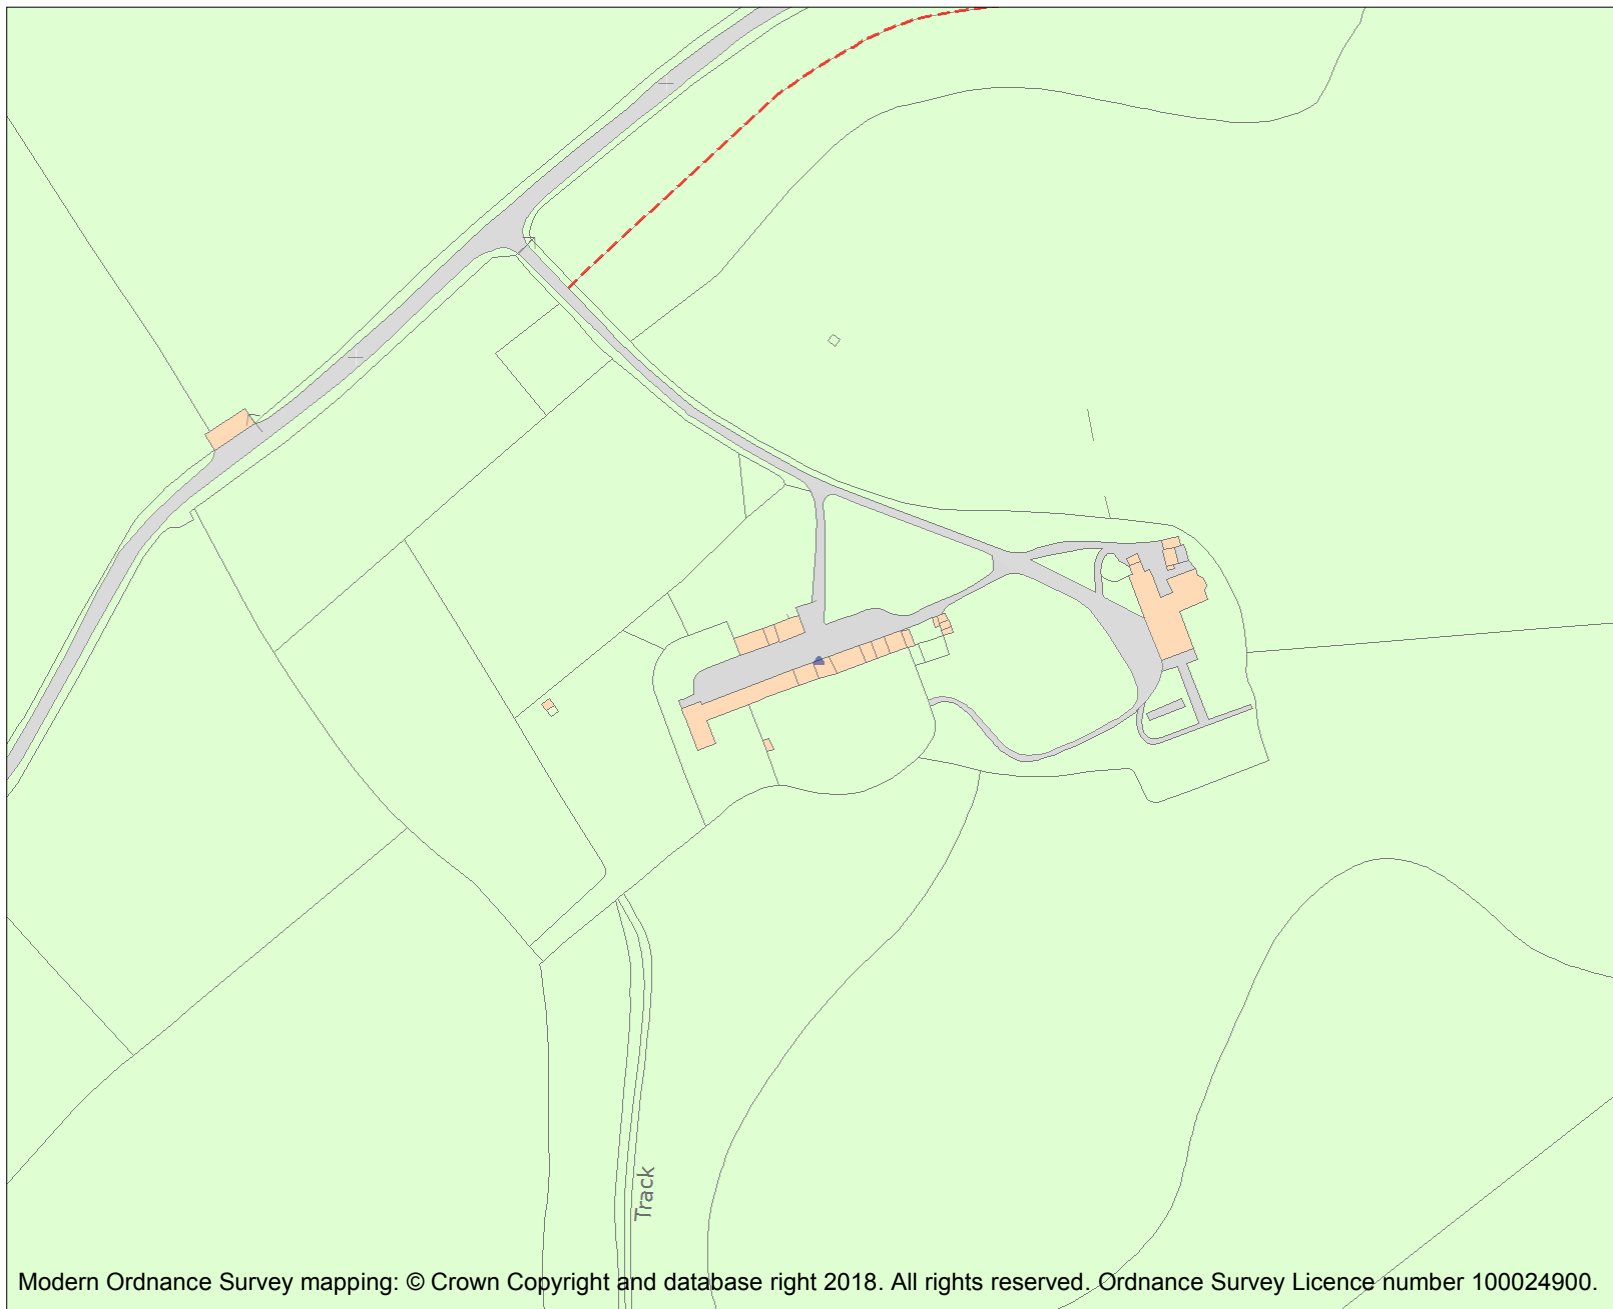 Track
Modern Ordnance Survey mapping: © Crown Copyright and database right 2018. All rights reserved. Ordnance Survey Licence number 100024900.